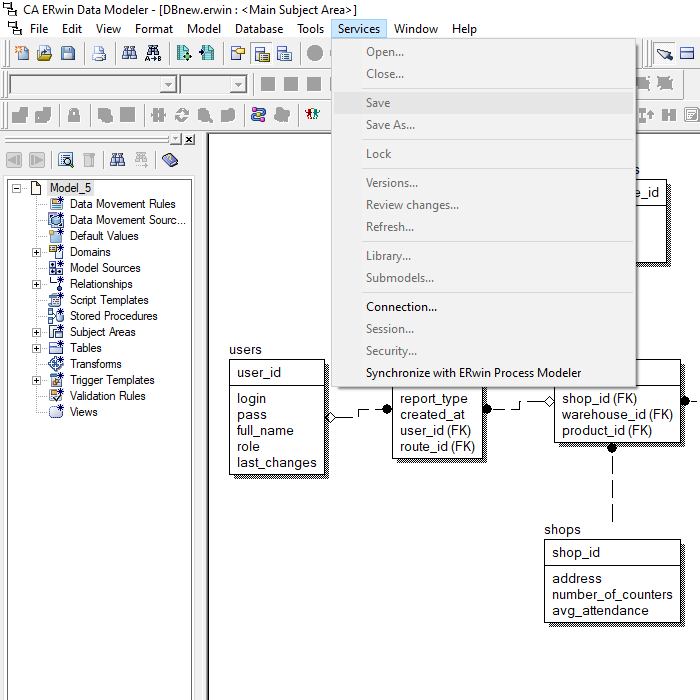 CA ERwin Data Modeler - [DBnew.erwin : <Main Subject Area>]
File Edit View Format Model Database Tools Services Window Help
Open...
Close...
Save
Save As...
Lock
Versions...
Review changes...
Refresh...
Library...
Submodels...
Connection...
Session...
Security...
Synchronize with ERwin Process Modeler
Model_5
Data Movement Rules
Data Movement Sourc...
Default Values
Domains
Model Sources
Relationships
Script Templates
Stored Procedures
Subject Areas
Tables
Transforms
Trigger Templates
Validation Rules
Views
users
user_id
login
pass
full_name
role
last_changes
report_type
created_at
user_id (FK)
route_id (FK)
shop_id (FK)
warehouse_id (FK)
product_id (FK)
shops
shop_id
address
number_of_counters
avg_attendance